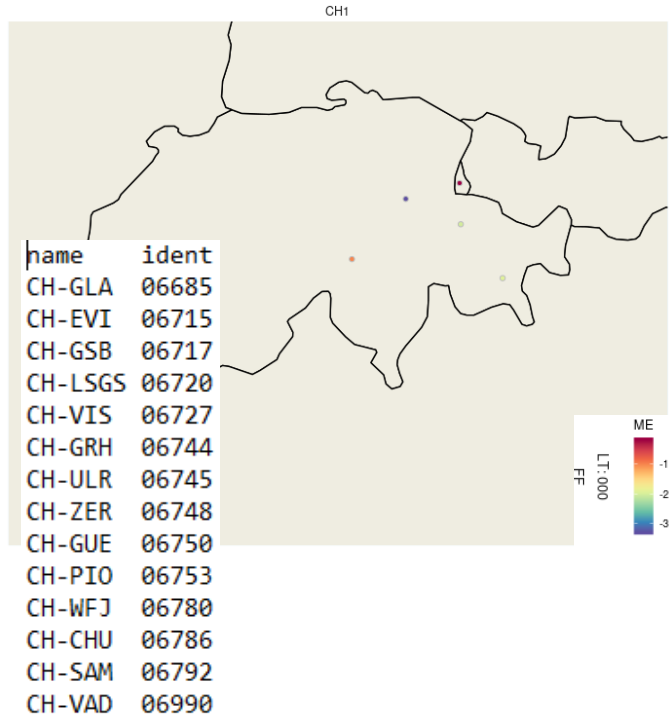 CH1
name ident
CH-GLA 06685
CH-EVI 06715
CH-GSB 06717
CH-LSGS 06720
CH-VIS 06727
CH-GRH 06744
CH-ULR 06745
CH-ZER 06748
CH-GUE 06750
CH-PIO 06753
CH-WFJ 06780
CH-CHU 06786
CH-SAM 06792
CH-VAD 06990
LT:000
FF
ME
-1
-2
-3